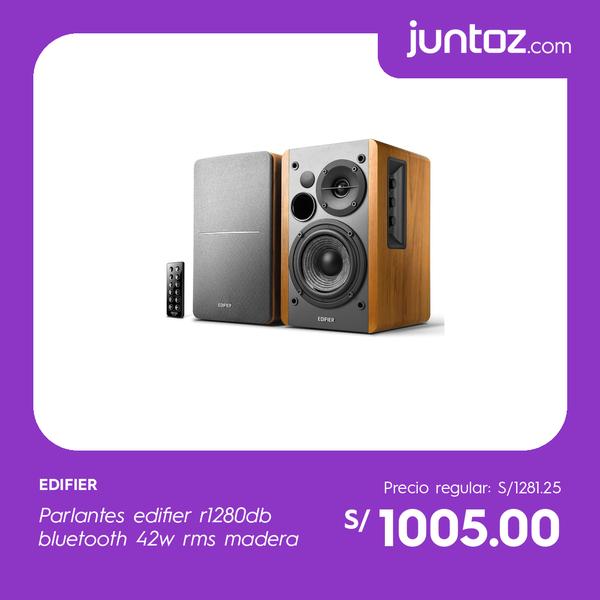 juntoz.com
EDIFIER
EDIFIER
EDIFIER
Parlantes edifier r1280db
bluetooth 42w rms madera
Precio regular: S/1281.25
S/ 1005.00